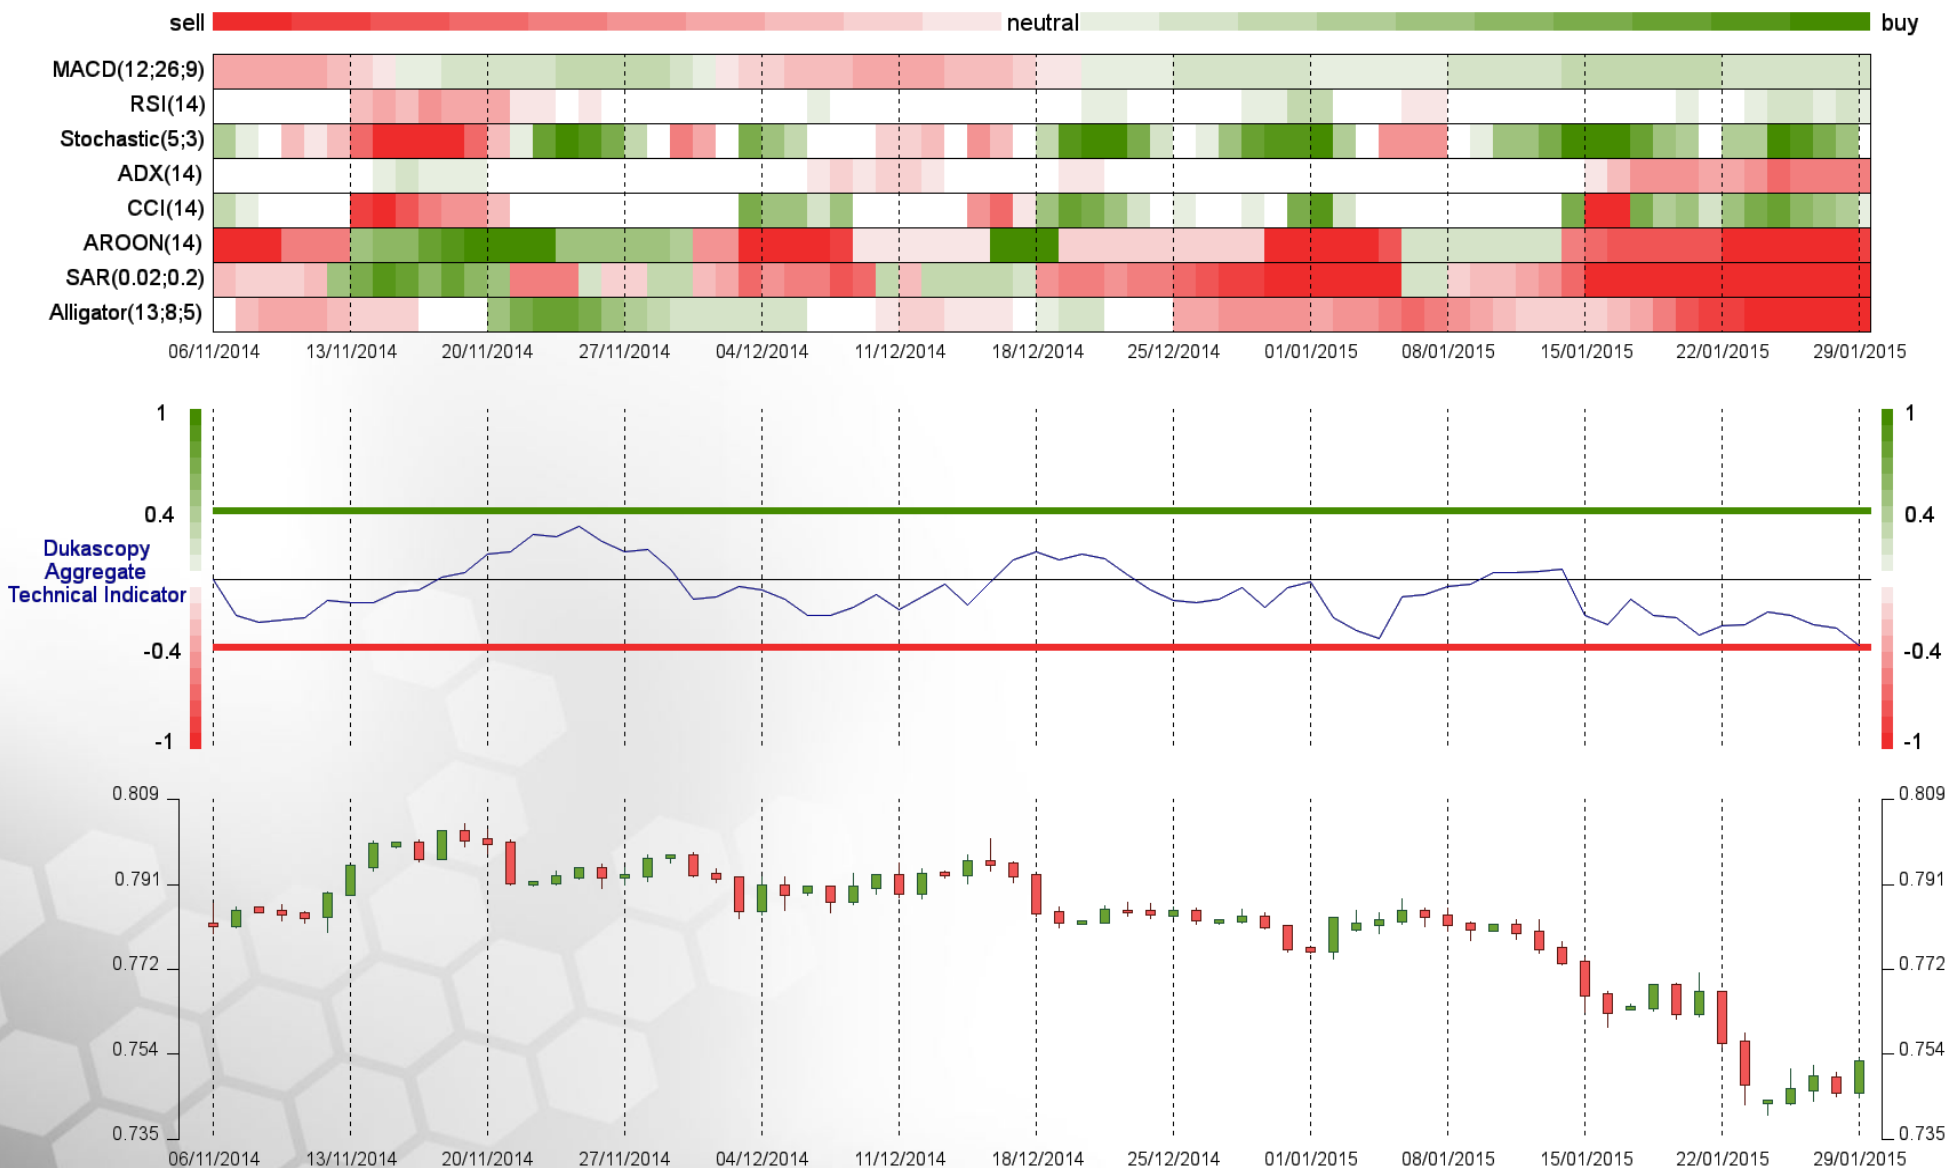 sell neutral buy
MACD(12;26;9)
RSI(14)
Stochastic(5;3)
ADX(14)
CCI(14)
AROON(14)
SAR(0.02;0.2)
Alligator(13;8;5)
06/11/2014 13/11/2014 20/11/2014 27/11/2014 04/12/2014 11/12/2014 18/12/2014 25/12/2014 01/01/2015 08/01/2015 15/01/2015 22/01/2015 29/01/2015
1 1
0.4 0.4
Dukascopy
Aggregate
Technical Indicator
-0.4 -0.4
-1 -1
0.809 0.809
0.791 0.791
0.772 0.772
0.754 0.754
0.735 0.735
06/11/2014 13/11/2014 20/11/2014 27/11/2014 04/12/2014 11/12/2014 18/12/2014 25/12/2014 01/01/2015 08/01/2015 15/01/2015 22/01/2015 29/01/2015